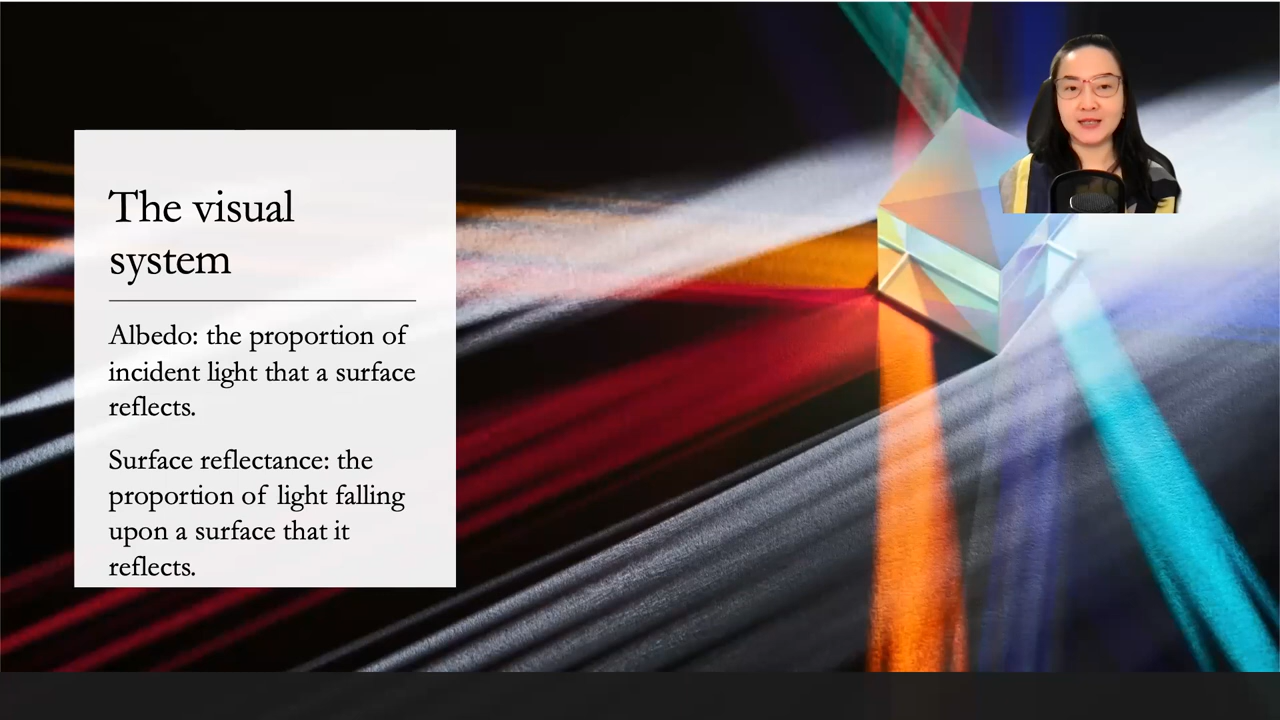 The visual
system
Albedo: the proportion of
incident light that a surface
reflects.
Surface reflectance: the
proportion of light falling
upon a surface that it
reflects.